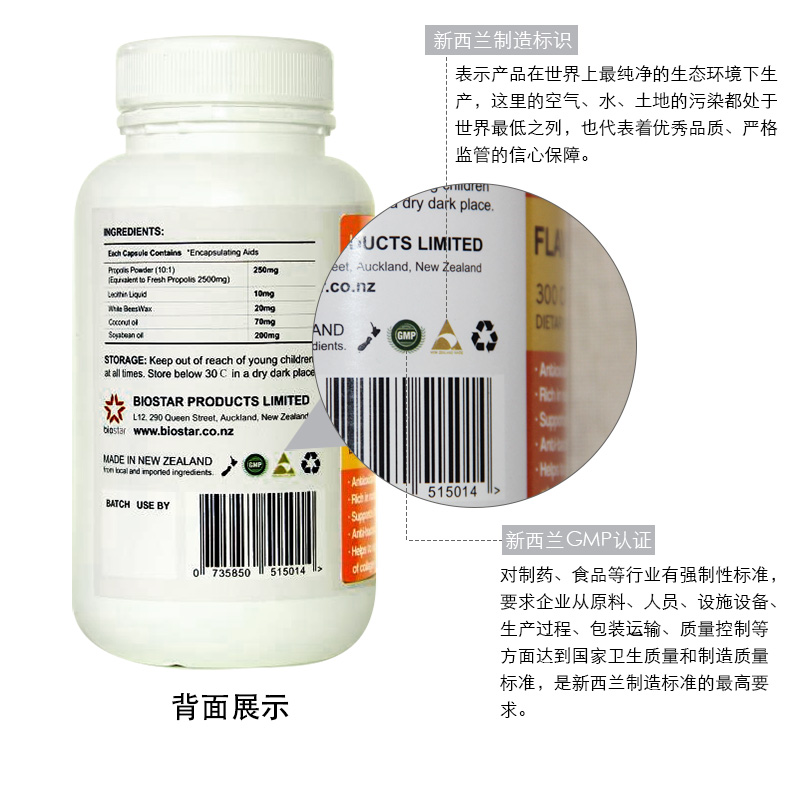 新西兰制造标识
表示产品在世界上最纯净的生态环境下生
产，这里的空气、水、土地的污染都处于
世界最低之列，也代表着优秀品质、严格
监管的信心保障。
INGREDIENTS:
Each Capsule Contains *Encapsulating Aids
Propolis Powder (10:1) 250mg
(Equivalent to Fresh Propolis 2500mg)
Lecithin Liquid 10mg
White BeesWax 20mg
Coconut oil 70mg
Soyabean oil 200mg
STORAGE: Keep out of reach of young children
at all times. Store below 30 C in a dry dark place
BIOSTAR PRODUCTS LIMITED
L12, 290 Queen Street, Auckland, New Zealand
biostar www.biostar.co.nz
MADE IN NEW ZEALAND
from local and imported ingredients.
GMP
BATCH USE BY
0 735850 515014 >
of collagen
children
a dry dark place.
UCTS LIMITED
eet, Auckland, New Zealand
.co.nz
AND
dients.
GMP
515014 >
300
DIETAR
新西兰GMP认证
对制药、食品等行业有强制性标准，
要求企业从原料、人员、设施设备、
生产过程、包装运输、质量控制等
方面达到国家卫生质量和制造质量
标准，是新西兰制造标准的最高要
求。
背面展示